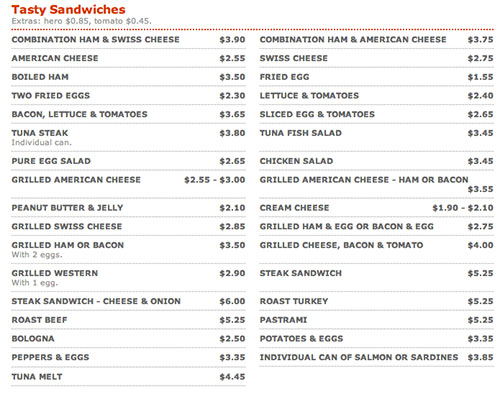 Tasty Sandwiches
Extras: hero $0.85, tomato $0.45.
COMBINATION HAM & SWISS CHEESE $3.90
AMERICAN CHEESE $2.55
BOILED HAM $3.50
TWO FRIED EGGS $2.30
BACON, LETTUCE & TOMATOES $3.65
TUNA STEAK $3.80
Individual can.
PURE EGG SALAD $2.65
GRILLED AMERICAN CHEESE $2.55 - $3.00
PEANUT BUTTER & JELLY $2.10
GRILLED SWISS CHEESE $2.85
GRILLED HAM OR BACON $3.50
With 2 eggs.
GRILLED WESTERN $2.90
With 1 egg.
STEAK SANDWICH - CHEESE & ONION $6.00
ROAST BEEF $5.25
BOLOGNA $2.50
PEPPERS & EGGS $3.35
TUNA MELT $4.45
COMBINATION HAM & AMERICAN CHEESE $3.75
SWISS CHEESE $2.75
FRIED EGG $1.55
LETTUCE & TOMATOES $2.40
SLICED EGG & TOMATOES $2.65
TUNA FISH SALAD $3.45
CHICKEN SALAD $3.45
GRILLED AMERICAN CHEESE - HAM OR BACON
$3.55
CREAM CHEESE $1.90 - $2.10
GRILLED HAM & EGG OR BACON & EGG $2.75
GRILLED CHEESE, BACON & TOMATO $4.00
STEAK SANDWICH $5.25
ROAST TURKEY $5.25
PASTRAMI $5.25
POTATOES & EGGS $3.35
INDIVIDUAL CAN OF SALMON OR SARDINES $3.85